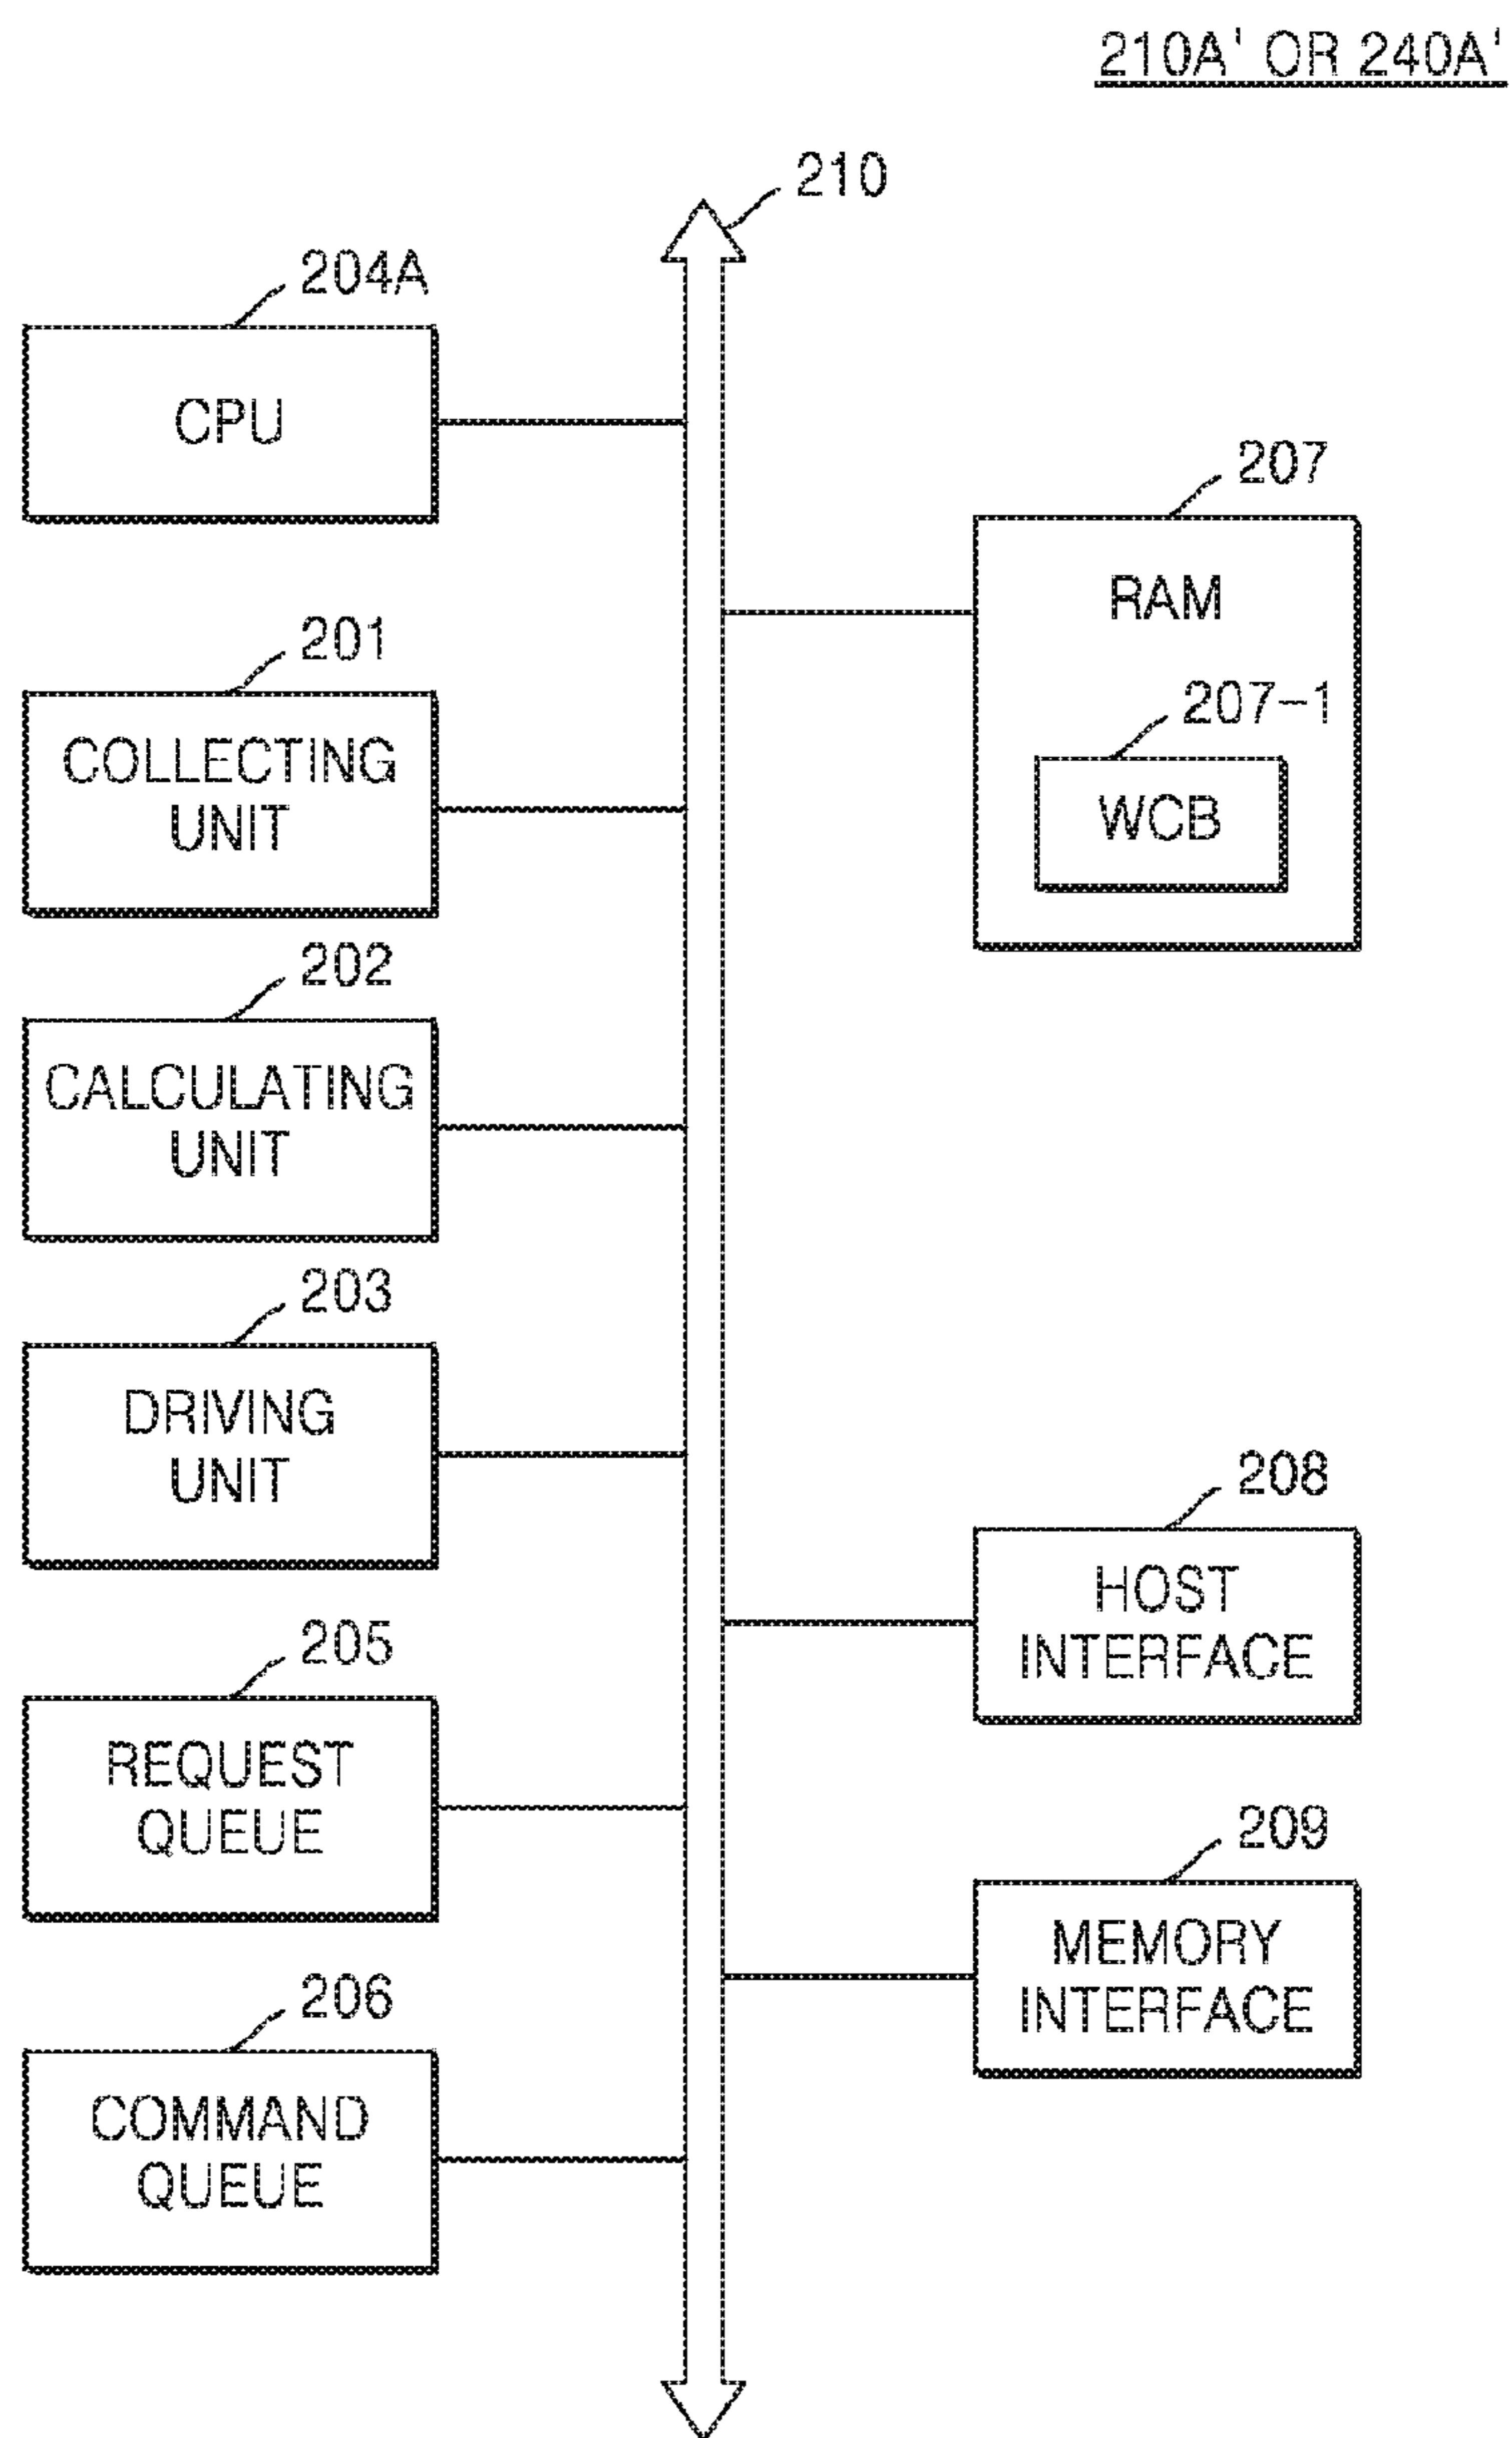 210A' OR 240A'
210
204A
CPU
207
RAM
207-1
WCB
201
COLLECTING
UNIT
202
CALCULATING
UNIT
203
DRIVING
UNIT
208
HOST
INTERFACE
205
REQUEST
QUEUE
209
MEMORY
INTERFACE
206
COMMAND
QUEUE